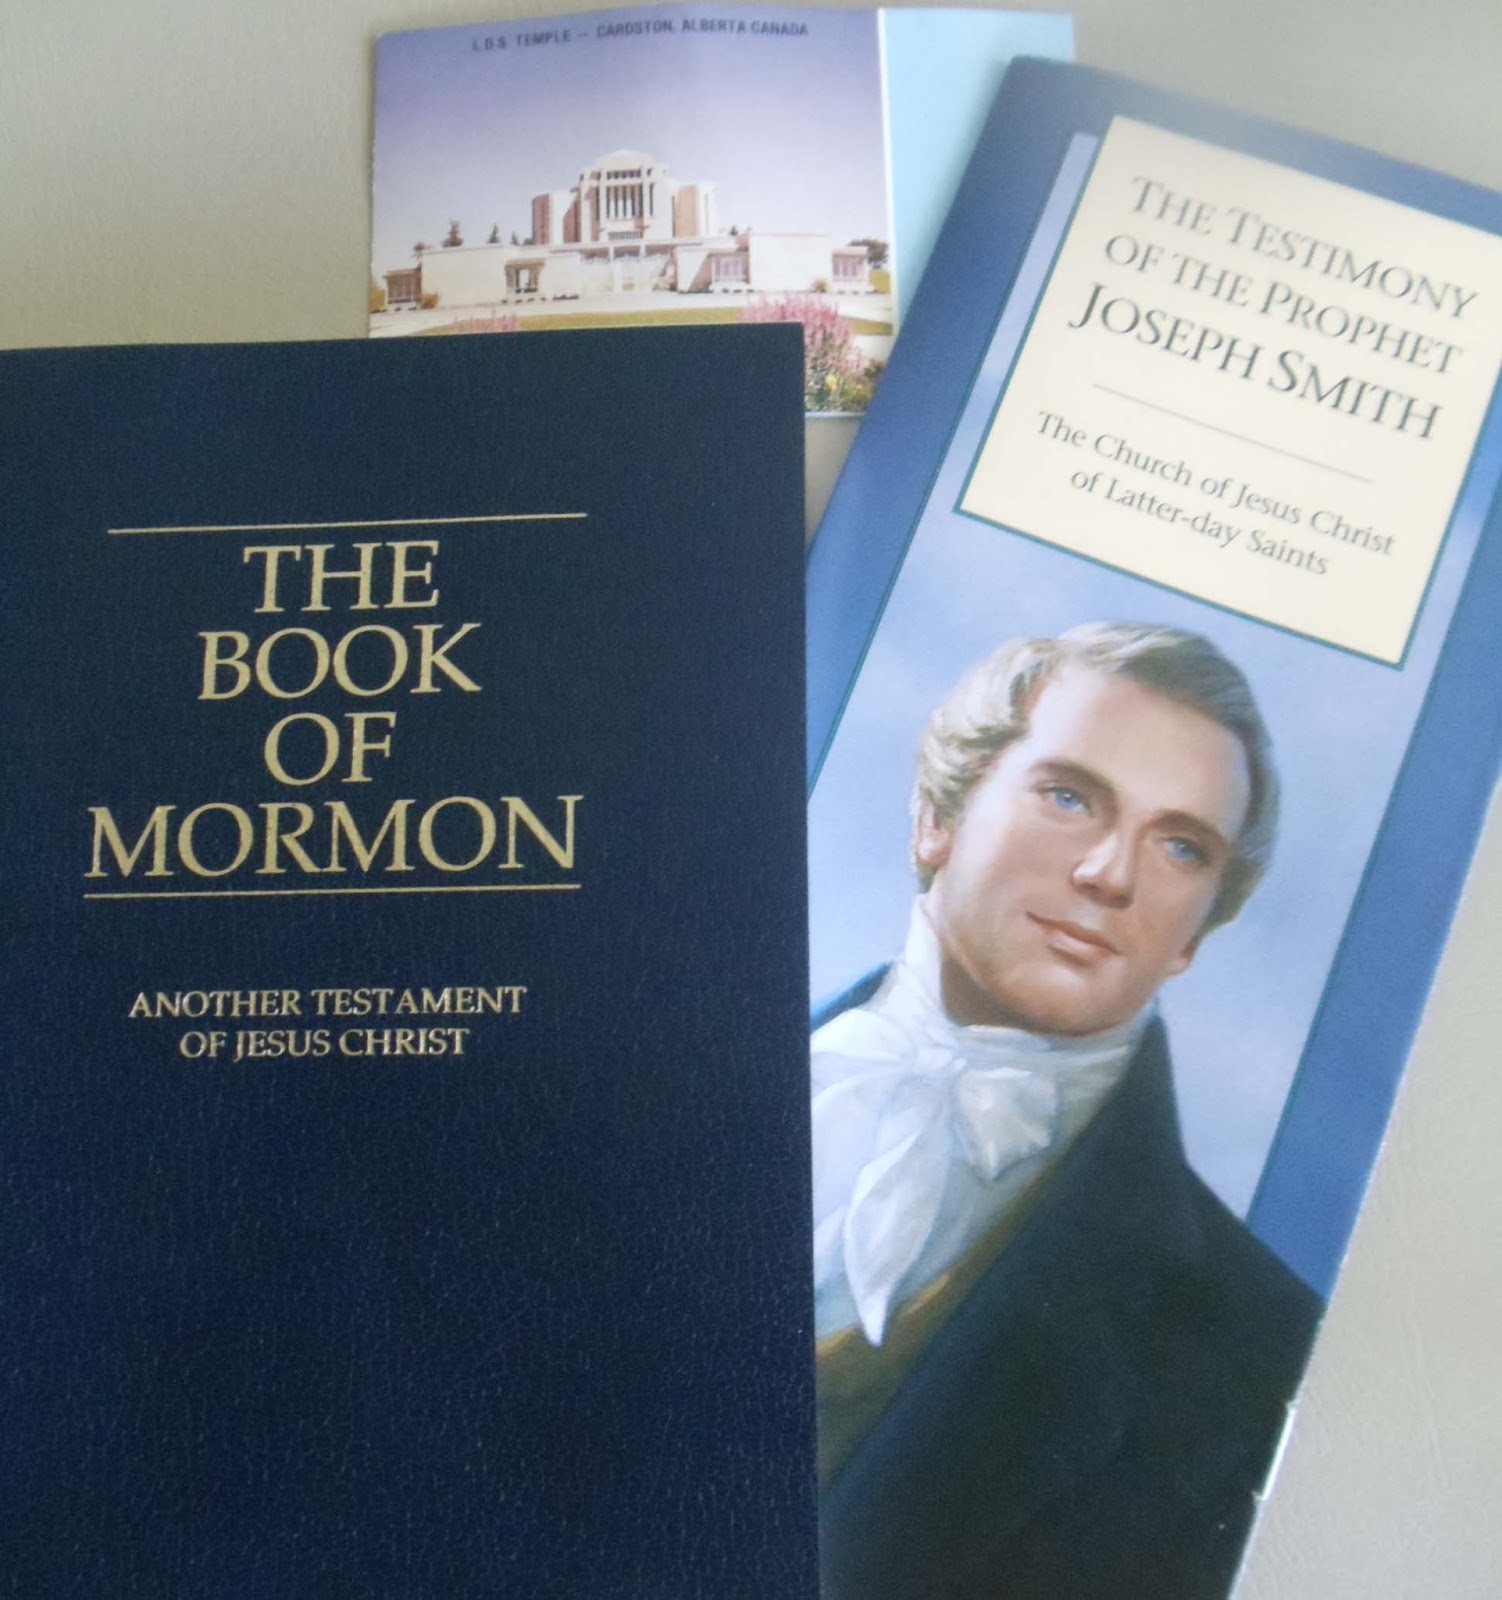 L.D.S. TEMPLE — CARDSTON, ALBERTA CANADA
THE TESTIMONY
OF THE PROPHET
JOSEPH SMITH
The Church of Jesus Christ
of Latter-day Saints
THE
BOOK
OF
MORMON
ANOTHER TESTAMENT
OF JESUS CHRIST